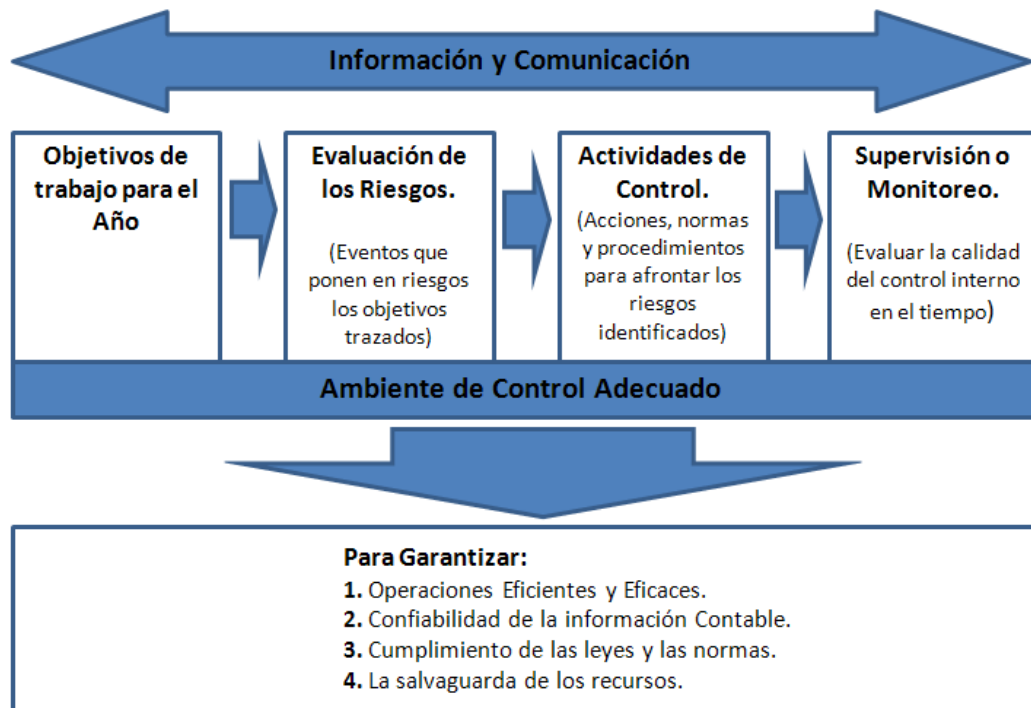 Información y Comunicación
Objetivos de
trabajo para el
Año
Evaluación de
los Riesgos.
(Eventos que
ponen en riesgos
los objetivos
trazados)
Actividades de
Control.
(Acciones, normas
y procedimientos
para afrontar los
riesgos
identificados)
Supervisión o
Monitoreo.
(Evaluar la calidad
del control interno
en el tiempo)
Ambiente de Control Adecuado
Para Garantizar:
1. Operaciones Eficientes y Eficaces.
2. Confiabilidad de la información Contable.
3. Cumplimiento de las leyes y las normas.
4. La salvaguarda de los recursos.